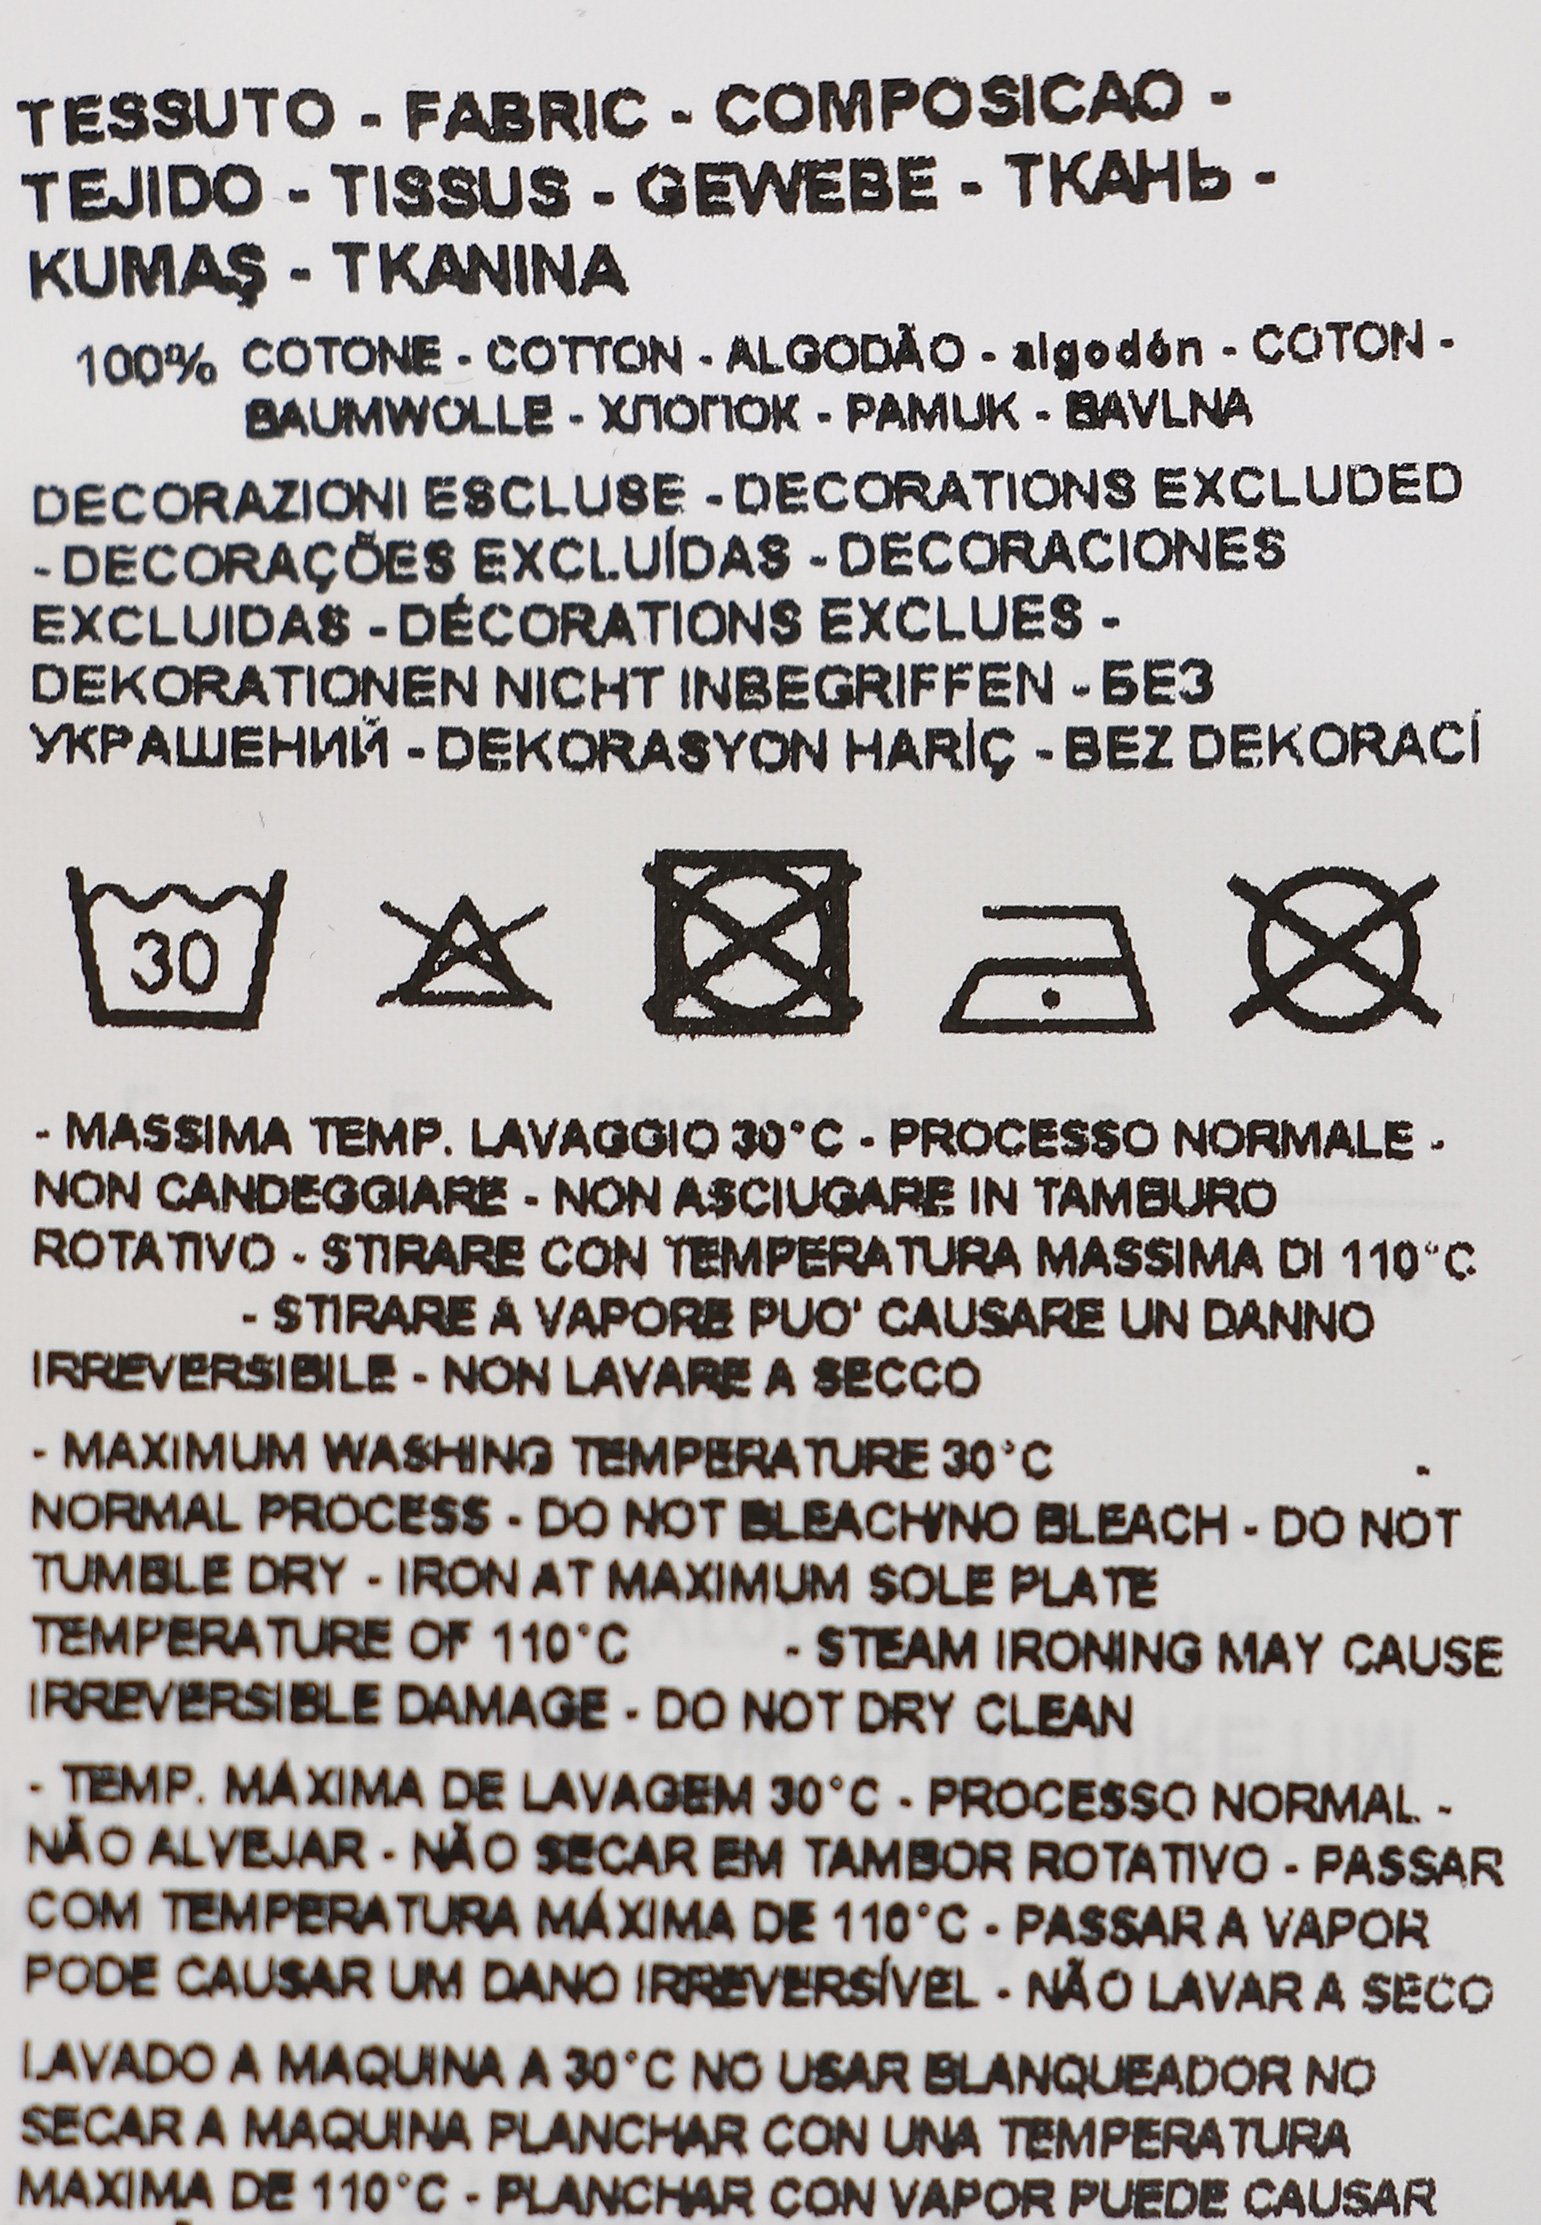 TESSUTO - FABRIC - COMPOSICAO -
TEJIDO - TISSUS - GEWEBE - ТКАНЬ -
KUMAŞ - TKANINA
100% COTONE - COTTON - ALGODÃO - algodón - COTON -
BAUMWOLLE - ХЛОПОК - PAMUK - BAVLNA
DECORAZIONI ESCLUSE - DECORATIONS EXCLUDED
- DECORAÇÕES EXCLUÍDAS - DECORACIONES
EXCLUIDAS - DÉCORATIONS EXCLUES -
DEKORATIONEN NICHT INBEGRIFFEN - БЕЗ
УКРАШЕНИЙ - DEKORASYON HARİÇ - BEZ DEKORACÍ
30
- MASSIMA TEMP. LAVAGGIO 30°C - PROCESSO NORMALE -
NON CANDEGGIARE - NON ASCIUGARE IN TAMBURO
ROTATIVO - STIRARE CON TEMPERATURA MASSIMA DI 110°C
- STIRARE A VAPORE PUO' CAUSARE UN DANNO
IRREVERSIBILE - NON LAVARE A SECCO
- MAXIMUM WASHING TEMPERATURE 30°C -
NORMAL PROCESS - DO NOT BLEACH/NO BLEACH - DO NOT
TUMBLE DRY - IRON AT MAXIMUM SOLE PLATE
TEMPERATURE OF 110°C - STEAM IRONING MAY CAUSE
IRREVERSIBLE DAMAGE - DO NOT DRY CLEAN
- TEMP. MÁXIMA DE LAVAGEM 30°C - PROCESSO NORMAL -
NÃO ALVEJAR - NÃO SECAR EM TAMBOR ROTATIVO - PASSAR
COM TEMPERATURA MÁXIMA DE 110°C - PASSAR A VAPOR
PODE CAUSAR UM DANO IRREVERSÍVEL - NÃO LAVAR A SECO
LAVADO A MAQUINA A 30°C NO USAR BLANQUEADOR NO
SECAR A MAQUINA PLANCHAR CON UNA TEMPERATURA
MAXIMA DE 110°C - PLANCHAR CON VAPOR PUEDE CAUSAR